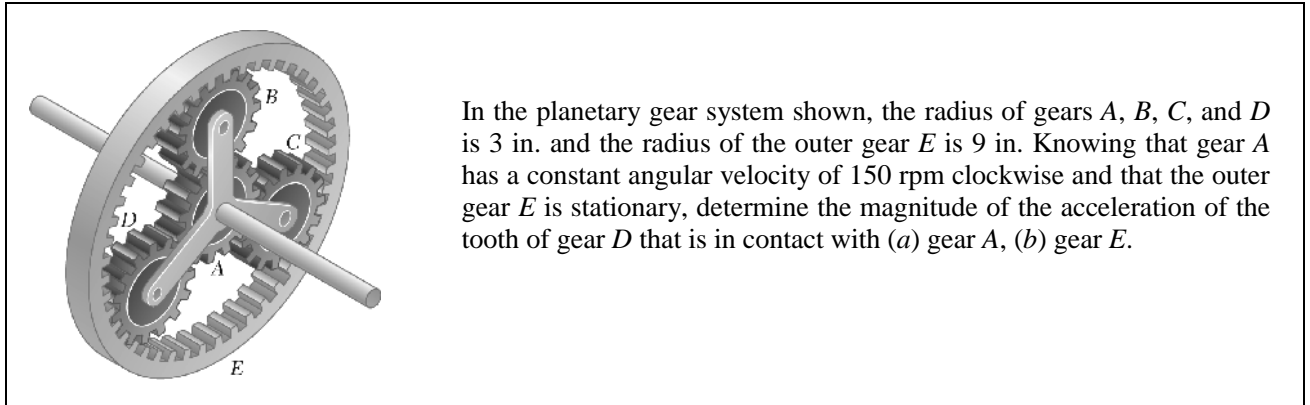 B
C
D
A
E
In the planetary gear system shown, the radius of gears A, B, C, and D
is 3 in. and the radius of the outer gear E is 9 in. Knowing that gear A
has a constant angular velocity of 150 rpm clockwise and that the outer
gear E is stationary, determine the magnitude of the acceleration of the
tooth of gear D that is in contact with (a) gear A, (b) gear E.